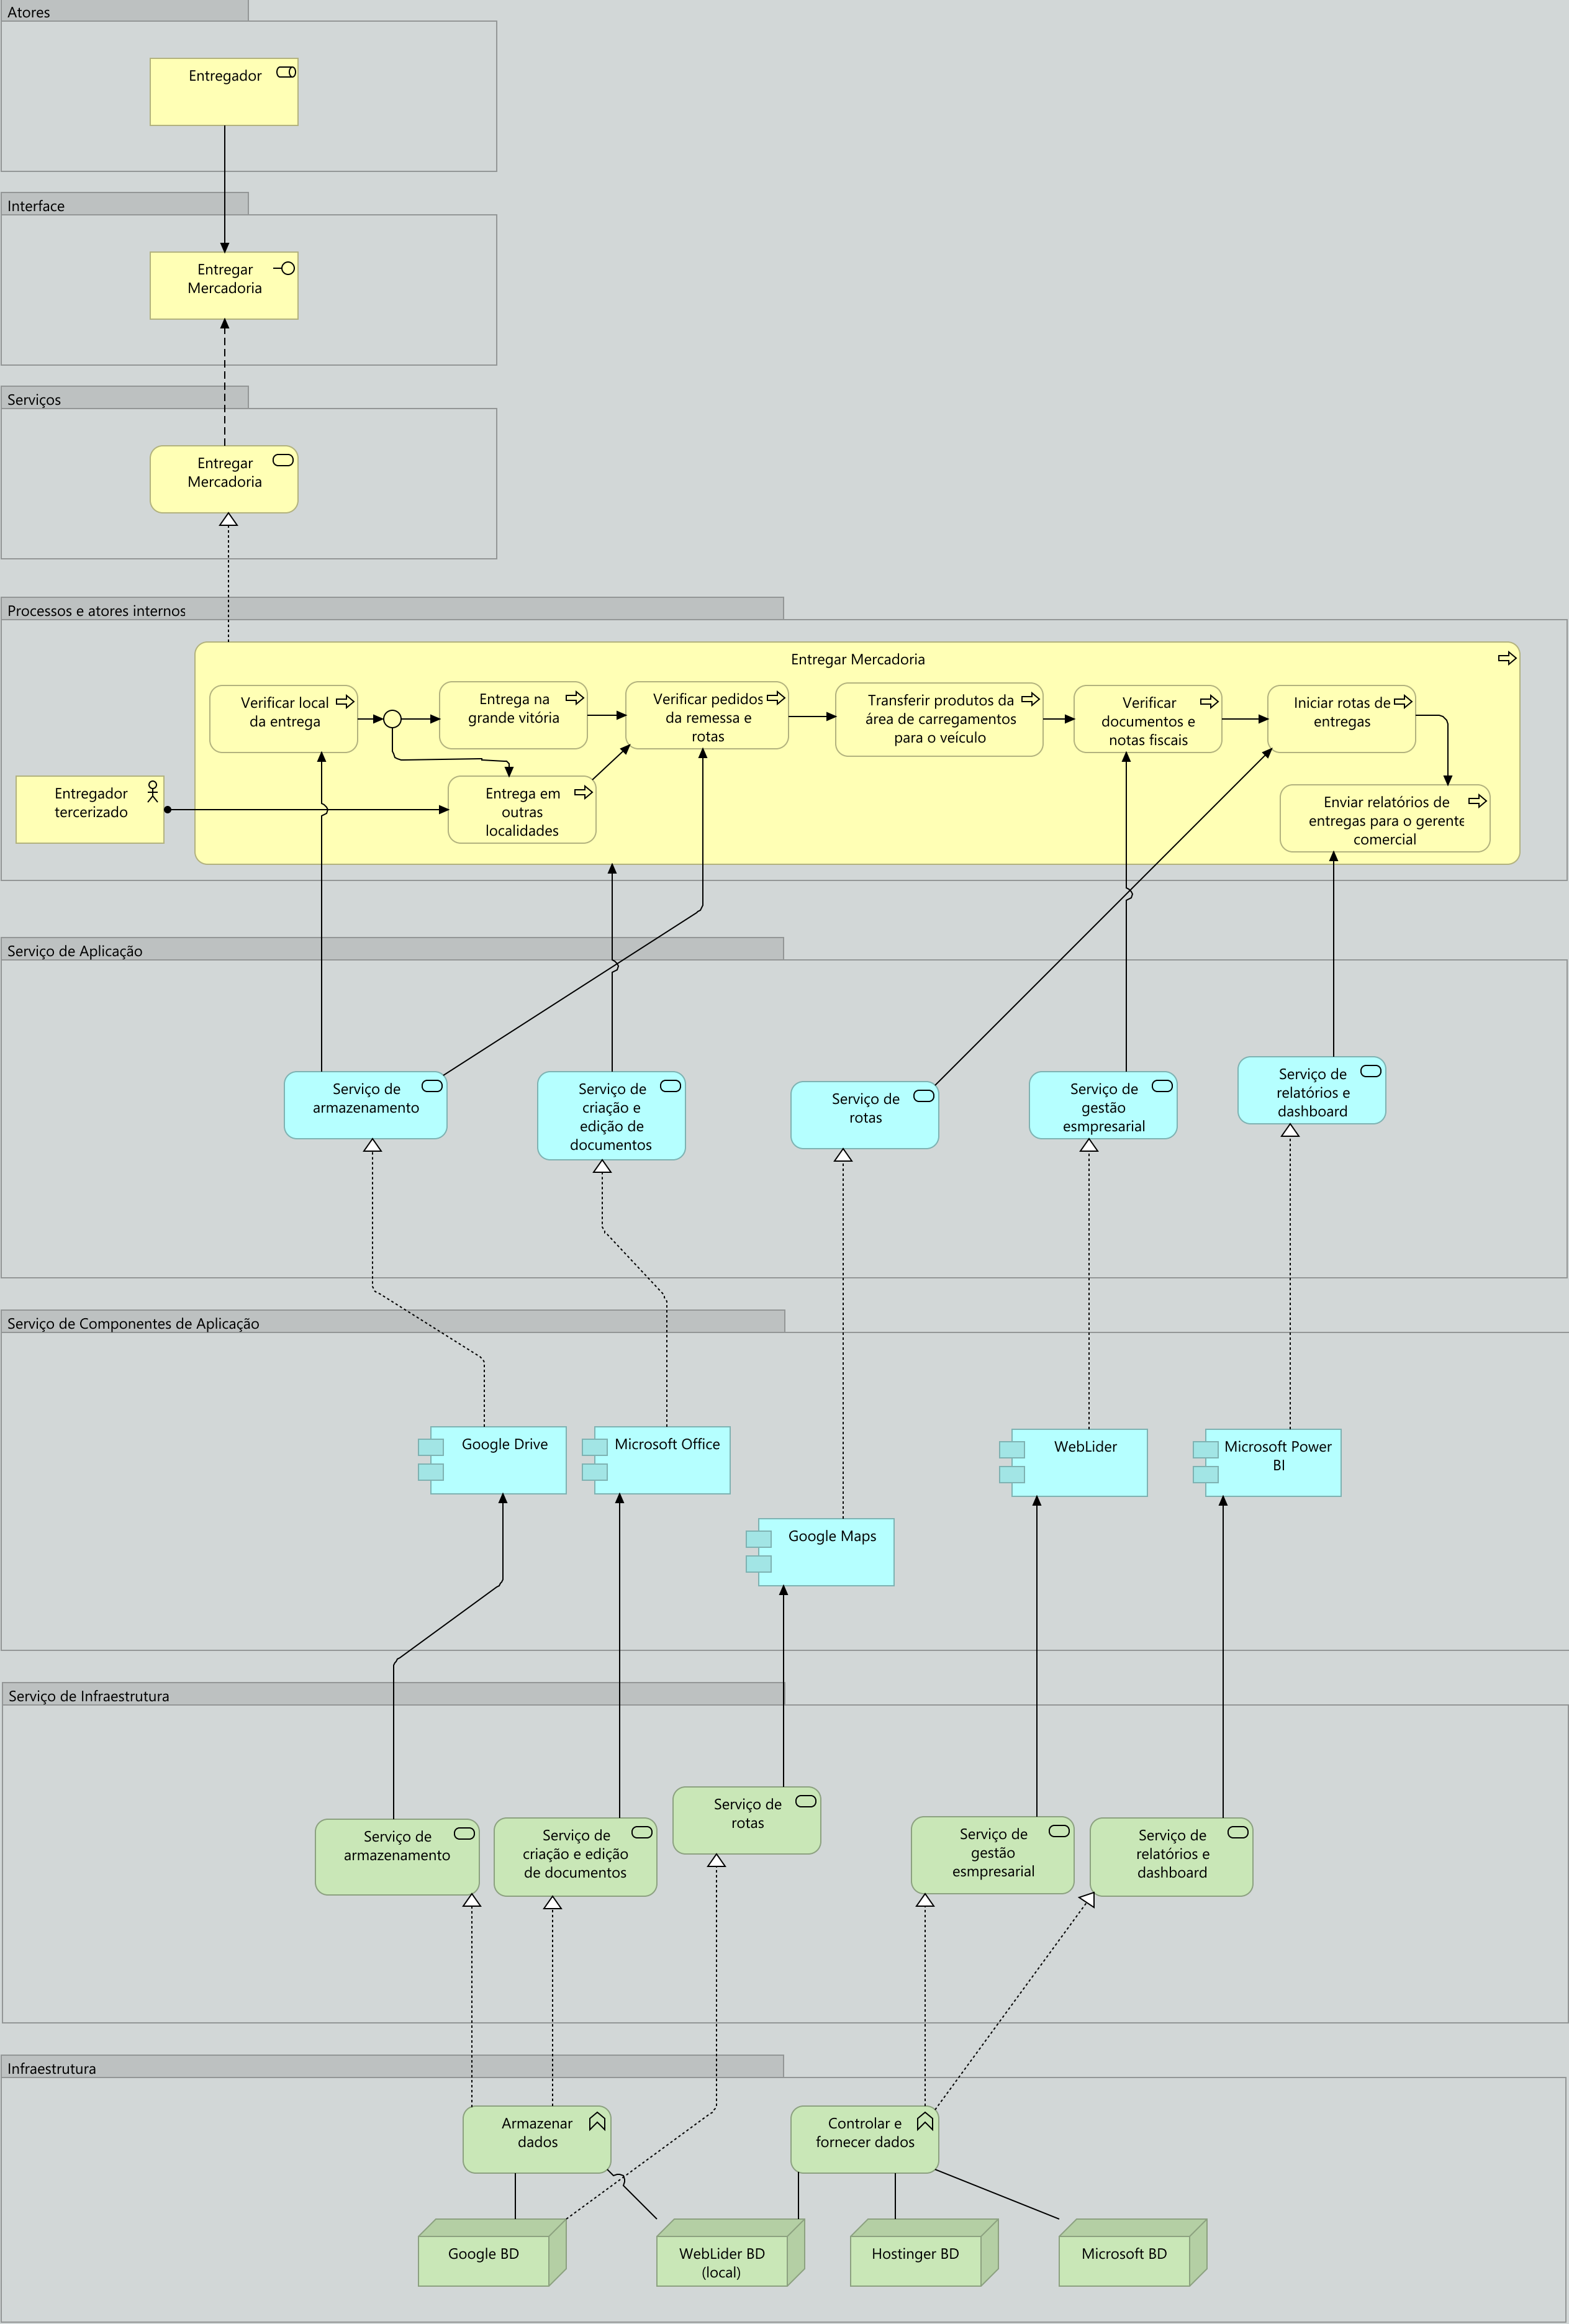 Atores
Entregador
Interface
Entregar
Mercadoria
Serviços
Entregar
Mercadoria
Processos e atores internos
Entregar Mercadoria
Verificar local
da entrega
Entrega na
grande vitória
Verificar pedidos
da remessa e
rotas
Transferir produtos da
área de carregamentos
para o veículo
Verificar
documentos e
notas fiscais
Iniciar rotas de
entregas
Entregador
tercerizado
Entrega em
outras
localidades
Enviar relatórios de
entregas para o gerente
comercial
Serviço de Aplicação
Serviço de
armazenamento
Serviço de
criação e
edição de
documentos
Serviço de
rotas
Serviço de
gestão
esmpresarial
Serviço de
relatórios e
dashboard
Serviço de Componentes de Aplicação
Google Drive
Microsoft Office
WebLider
Microsoft Power
BI
Google Maps
Serviço de Infraestrutura
Serviço de
armazenamento
Serviço de
criação e edição
de documentos
Serviço de
rotas
Serviço de
gestão
esmpresarial
Serviço de
relatórios e
dashboard
Infraestrutura
Armazenar
dados
Controlar e
fornecer dados
Google BD
WebLider BD
(local)
Hostinger BD
Microsoft BD